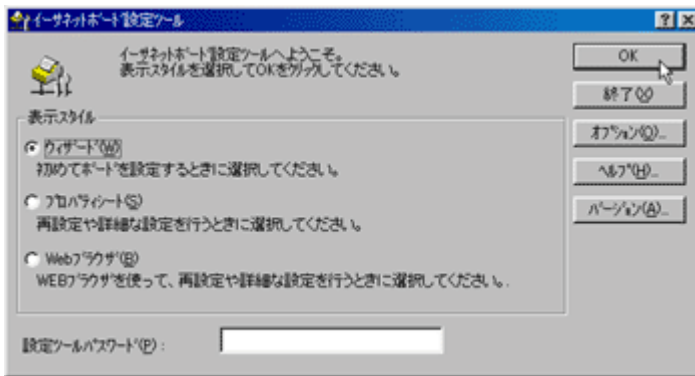 イーサネットボード設定ツール
イーサネットボード設定ツールへようこそ。
表示スタイルを選択してOKをクリックしてください。
OK
終了(X)
オプション(O)...
ヘルプ(H)...
バージョン(A)...
表示スタイル
ウィザード(W)
初めてボードを設定するときに選択してください。
プロパティシート(S)
再設定や詳細な設定を行うときに選択してください。
Webブラウザ(B)
WEBブラウザを使って、再設定や詳細な設定を行うときに選択してください。.
設定ツールパスワード(P) :